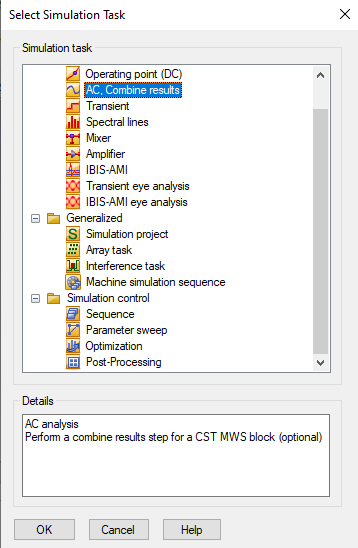 Select Simulation Task
Simulation task
Operating point (DC)
AC, Combine results
Transient
Spectral lines
Mixer
Amplifier
IBIS-AMI
Transient eye analysis
IBIS-AMI eye analysis
Generalized
Simulation project
Array task
Interference task
Machine simulation sequence
Simulation control
Sequence
Parameter sweep
Optimization
Post-Processing
Details
AC analysis
Perform a combine results step for a CST MWS block (optional)
OK Cancel Help